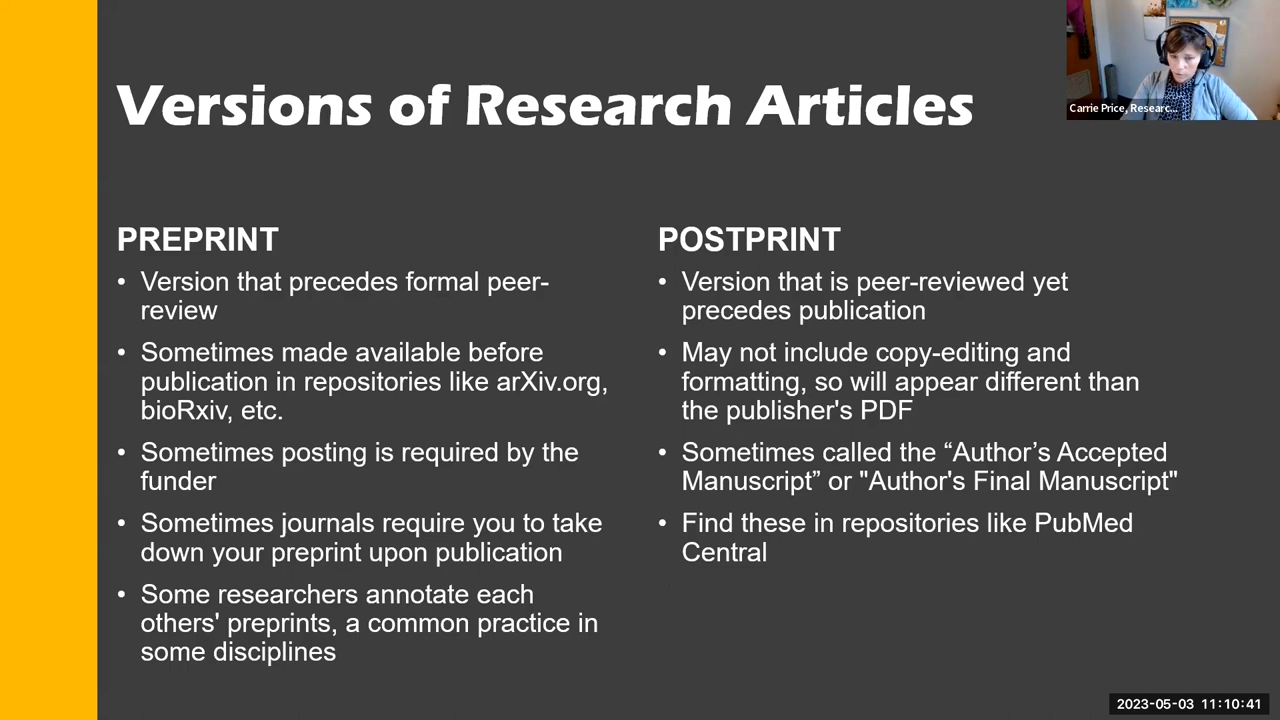 Versions of Research Articles
Carrie Price, Researc...
PREPRINT
• Version that precedes formal peer-
review
• Sometimes made available before
publication in repositories like arXiv.org,
bioRxiv, etc.
• Sometimes posting is required by the
funder
• Sometimes journals require you to take
down your preprint upon publication
• Some researchers annotate each
others' preprints, a common practice in
some disciplines
POSTPRINT
• Version that is peer-reviewed yet
precedes publication
• May not include copy-editing and
formatting, so will appear different than
the publisher's PDF
• Sometimes called the “Author’s Accepted
Manuscript” or "Author's Final Manuscript"
• Find these in repositories like PubMed
Central
2023-05-03 11:10:41